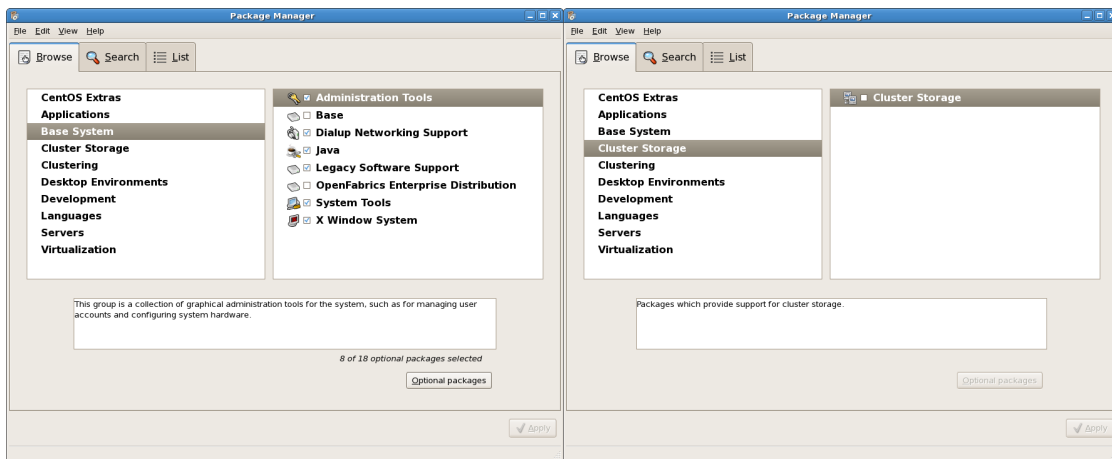 Package Manager
File Edit View Help
Browse Search List
CentOS Extras
Applications
Base System
Cluster Storage
Clustering
Desktop Environments
Development
Languages
Servers
Virtualization
Administration Tools
Base
Dialup Networking Support
Java
Legacy Software Support
OpenFabrics Enterprise Distribution
System Tools
X Window System
This group is a collection of graphical administration tools for the system, such as for managing user
accounts and configuring system hardware.
8 of 18 optional packages selected
Optional packages
Apply
Package Manager
File Edit View Help
Browse Search List
CentOS Extras
Applications
Base System
Cluster Storage
Clustering
Desktop Environments
Development
Languages
Servers
Virtualization
Cluster Storage
Packages which provide support for cluster storage.
Optional packages
Apply